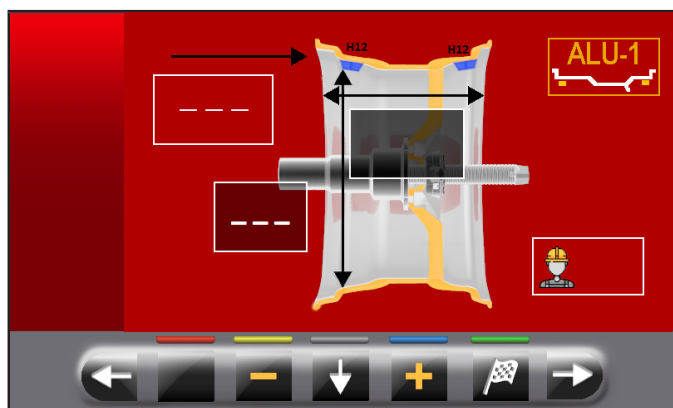 H12 H12
ALU-1
– – –
– – –